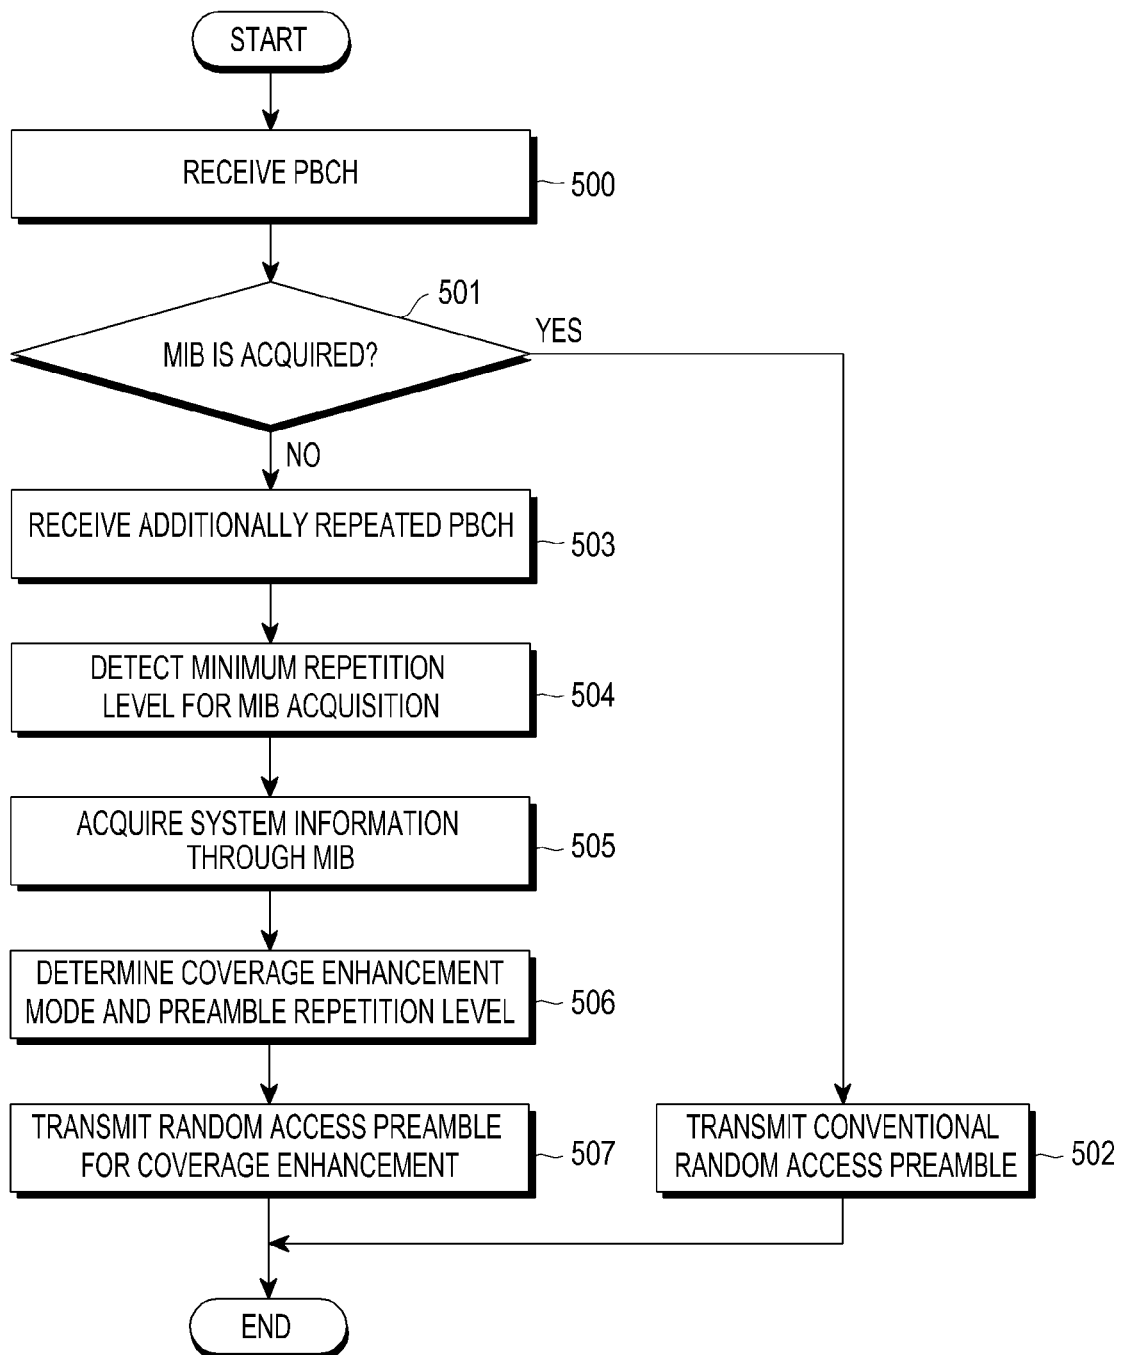 START
RECEIVE PBCH
500
501
MIB IS ACQUIRED?
YES
NO
RECEIVE ADDITIONALLY REPEATED PBCH
503
DETECT MINIMUM REPETITION
LEVEL FOR MIB ACQUISITION
504
ACQUIRE SYSTEM INFORMATION
THROUGH MIB
505
DETERMINE COVERAGE ENHANCEMENT
MODE AND PREAMBLE REPETITION LEVEL
506
TRANSMIT RANDOM ACCESS PREAMBLE
FOR COVERAGE ENHANCEMENT
507
TRANSMIT CONVENTIONAL
RANDOM ACCESS PREAMBLE
502
END